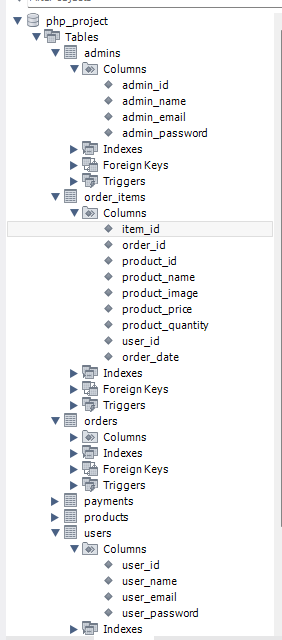 php_project
Tables
admins
Columns
admin_id
admin_name
admin_email
admin_password
Indexes
Foreign Keys
Triggers
order_items
Columns
item_id
order_id
product_id
product_name
product_image
product_price
product_quantity
user_id
order_date
Indexes
Foreign Keys
Triggers
orders
Columns
Indexes
Foreign Keys
Triggers
payments
products
users
Columns
user_id
user_name
user_email
user_password
Indexes